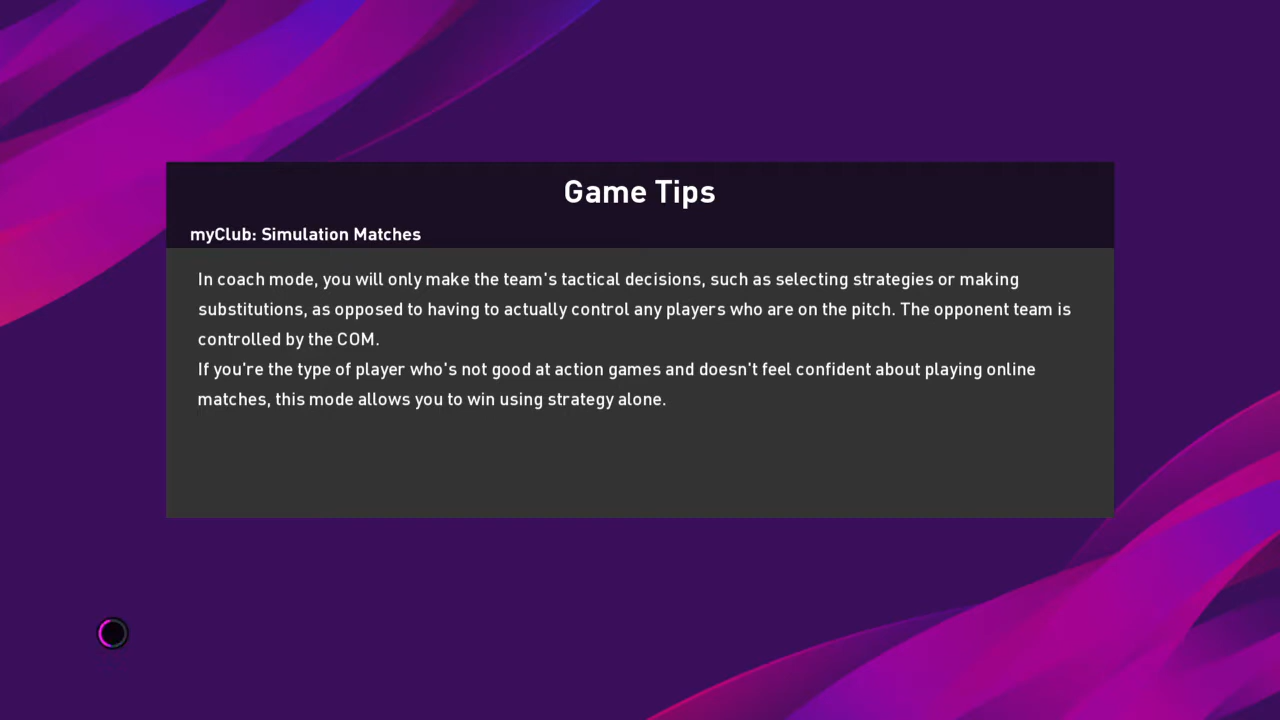 Game Tips
myClub: Simulation Matches
In coach mode, you will only make the team's tactical decisions, such as selecting strategies or making
substitutions, as opposed to having to actually control any players who are on the pitch. The opponent team is
controlled by the COM.
If you're the type of player who's not good at action games and doesn't feel confident about playing online
matches, this mode allows you to win using strategy alone.